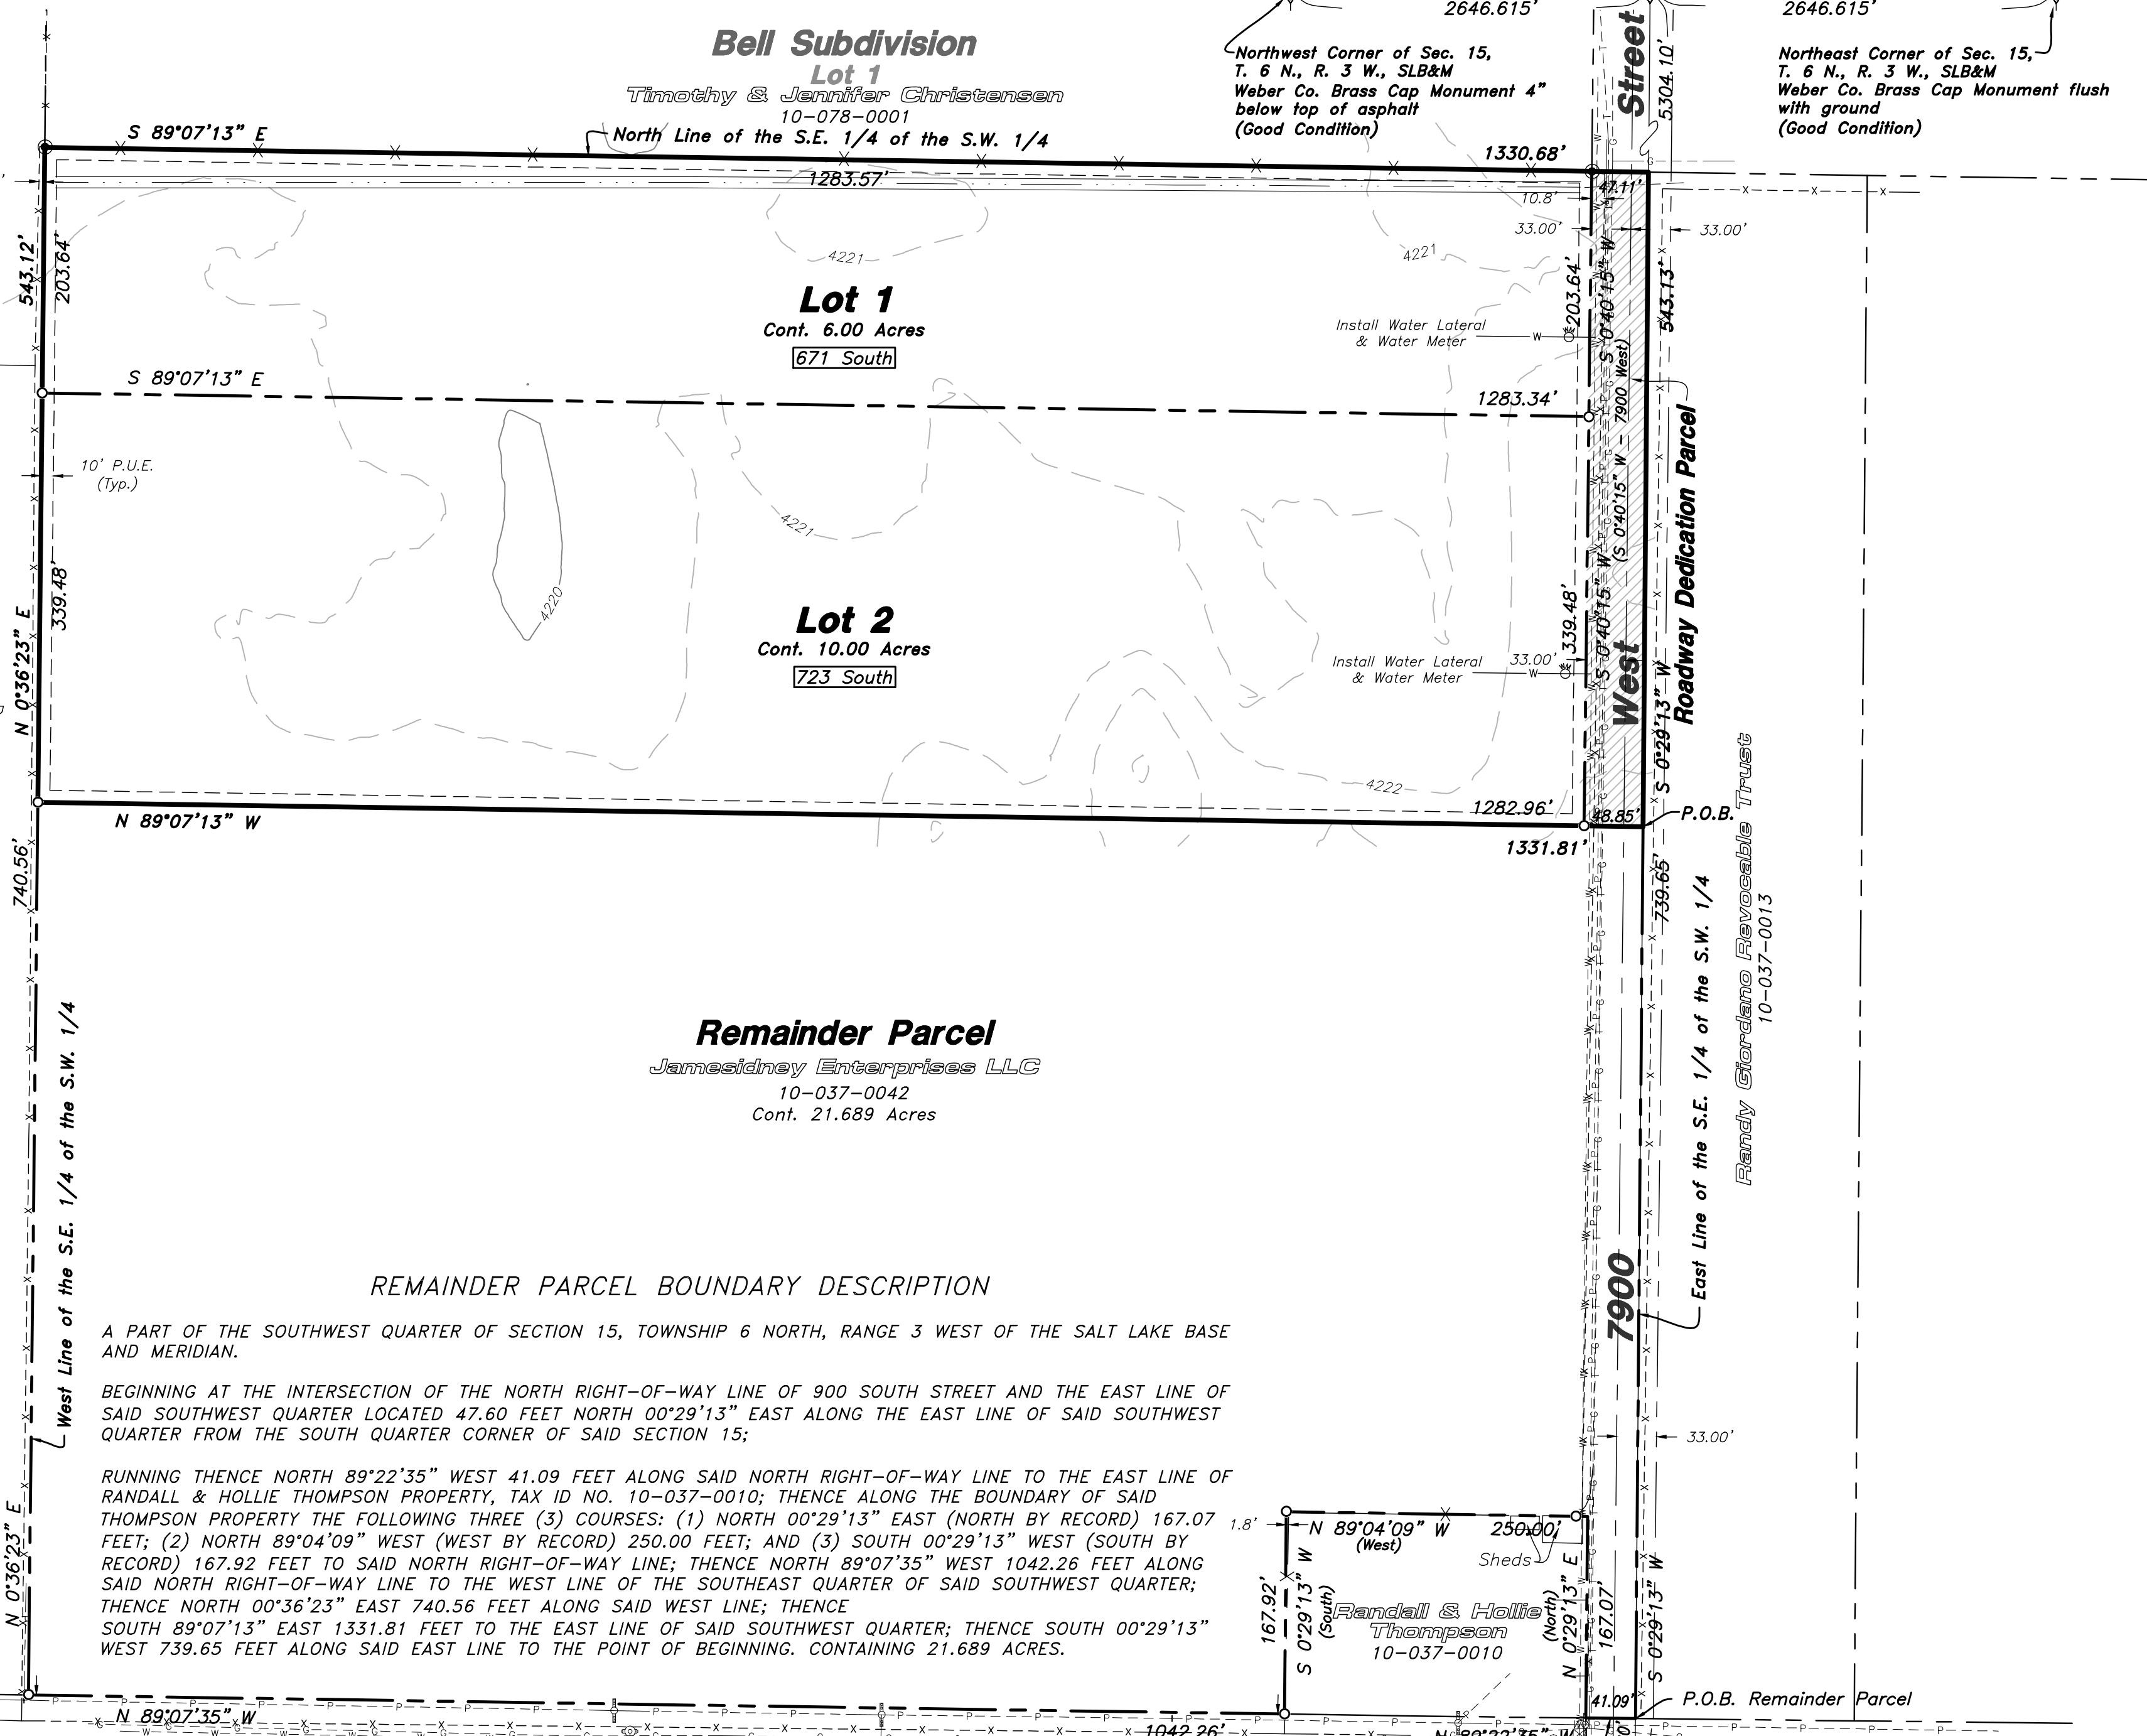 2646.615'
2646.615'
Bell Subdivision
Lot 1
Timothy & Jennifer Christensen
10-078-0001
Northwest Corner of Sec. 15,
T. 6 N., R. 3 W., SLB&M
Weber Co. Brass Cap Monument 4"
below top of asphalt
(Good Condition)
Street
5304.10'
Northeast Corner of Sec. 15,
T. 6 N., R. 3 W., SLB&M
Weber Co. Brass Cap Monument flush
with ground
(Good Condition)
S 89°07'13" E
North Line of the S.E. 1/4 of the S.W. 1/4
1330.68'
1283.57'
47.11'
10.8'
33.00'
33.00'
543.12'
203.64'
4221
4221
Lot 1
Cont. 6.00 Acres
671 South
Install Water Lateral
& Water Meter
203.64'
S 0°40'15" W
543.13'
S 89°07'13" E
1283.34'
(S 0°40'15" W - 7900 West)
Roadway Dedication Parcel
10' P.U.E.
(Typ.)
4221
4220
339.48'
N 0°36'23" E
Lot 2
Cont. 10.00 Acres
723 South
Install Water Lateral
& Water Meter
33.00'
339.48'
S 0°40'15" W
West
S 0°29'13" W
4222
1282.96'
48.85'
P.O.B.
N 89°07'13" W
1331.81'
740.56'
739.65'
East Line of the S.E. 1/4 of the S.W. 1/4
Randy Giordano Revocable Trust
10-037-0013
West Line of the S.E. 1/4 of the S.W. 1/4
Remainder Parcel
Jamesidney Enterprises LLC
10-037-0042
Cont. 21.689 Acres
7900
REMAINDER PARCEL BOUNDARY DESCRIPTION
A PART OF THE SOUTHWEST QUARTER OF SECTION 15, TOWNSHIP 6 NORTH, RANGE 3 WEST OF THE SALT LAKE BASE
AND MERIDIAN.
BEGINNING AT THE INTERSECTION OF THE NORTH RIGHT-OF-WAY LINE OF 900 SOUTH STREET AND THE EAST LINE OF
SAID SOUTHWEST QUARTER LOCATED 47.60 FEET NORTH 00°29'13" EAST ALONG THE EAST LINE OF SAID SOUTHWEST
QUARTER FROM THE SOUTH QUARTER CORNER OF SAID SECTION 15;
RUNNING THENCE NORTH 89°22'35" WEST 41.09 FEET ALONG SAID NORTH RIGHT-OF-WAY LINE TO THE EAST LINE OF
RANDALL & HOLLIE THOMPSON PROPERTY, TAX ID NO. 10-037-0010; THENCE ALONG THE BOUNDARY OF SAID
THOMPSON PROPERTY THE FOLLOWING THREE (3) COURSES: (1) NORTH 00°29'13" EAST (NORTH BY RECORD) 167.07
FEET; (2) NORTH 89°04'09" WEST (WEST BY RECORD) 250.00 FEET; AND (3) SOUTH 00°29'13" WEST (SOUTH BY
RECORD) 167.92 FEET TO SAID NORTH RIGHT-OF-WAY LINE; THENCE NORTH 89°07'35" WEST 1042.26 FEET ALONG
SAID NORTH RIGHT-OF-WAY LINE TO THE WEST LINE OF THE SOUTHEAST QUARTER OF SAID SOUTHWEST QUARTER;
THENCE NORTH 00°36'23" EAST 740.56 FEET ALONG SAID WEST LINE; THENCE
SOUTH 89°07'13" EAST 1331.81 FEET TO THE EAST LINE OF SAID SOUTHWEST QUARTER; THENCE SOUTH 00°29'13"
WEST 739.65 FEET ALONG SAID EAST LINE TO THE POINT OF BEGINNING. CONTAINING 21.689 ACRES.
33.00'
N 0°36'23" E
1.8'
N 89°04'09" W
(West)
250.00'
Sheds
167.92'
S 0°29'13" W
(South)
Randall & Hollie
Thompson
10-037-0010
(North)
N 0°29'13" E
167.07'
S 0°29'13" W
41.09'
P.O.B. Remainder Parcel
N 89°07'35" W
1042.26'
N 89°22'35" W